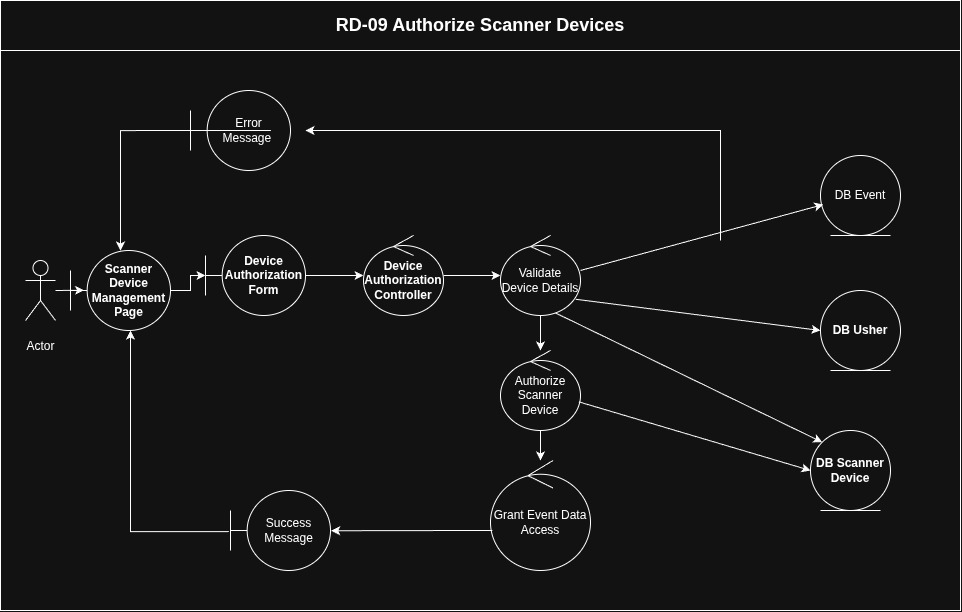 RD-09 Authorize Scanner Devices
Error
Message
DB Event
Scanner
Device
Management
Page
Device
Authorization
Form
Device
Authorization
Controller
Validate
Device Details
DB Usher
Actor
Authorize
Scanner
Device
DB Scanner
Device
Success
Message
Grant Event Data
Access